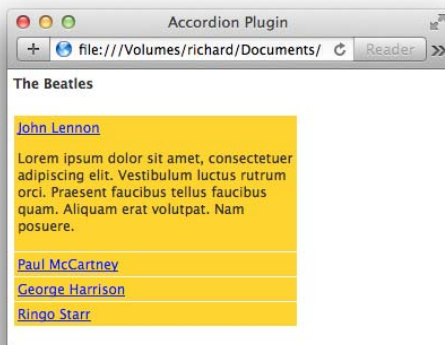 Accordion Plugin
file:///Volumes/richard/Documents/
Reader
The Beatles
John Lennon
Lorem ipsum dolor sit amet, consectetuer
adipiscing elit. Vestibulum luctus rutrum
orci. Praesent faucibus tellus faucibus
quam. Aliquam erat volutpat. Nam
posuere.
Paul McCartney
George Harrison
Ringo Starr